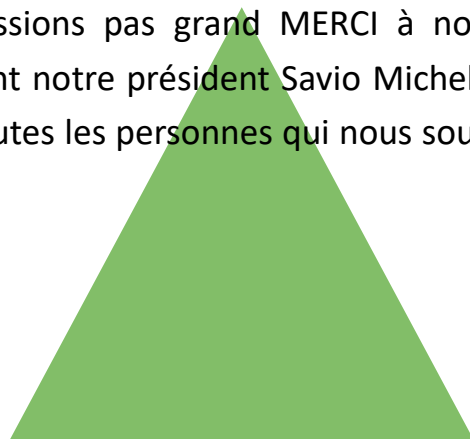 ssions pas grand MERCI à no
nt notre président Savio Michel
utes les personnes qui nous sou